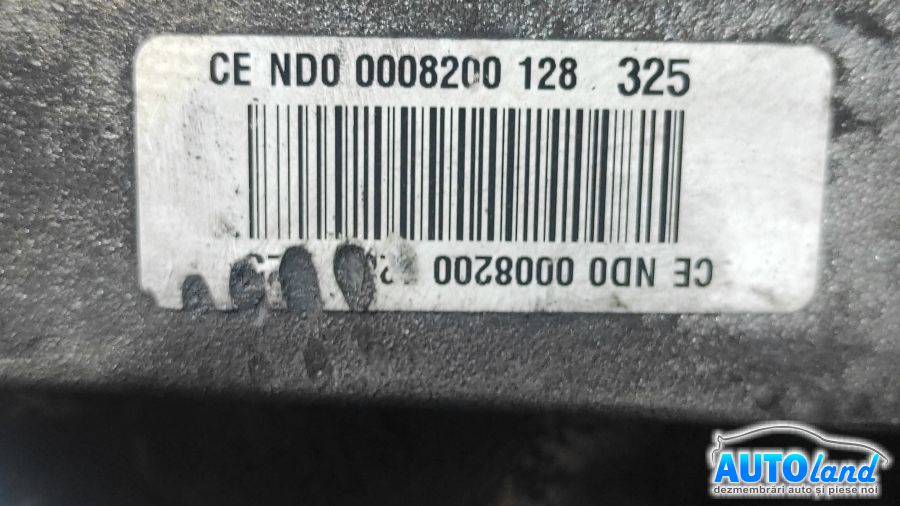 CE ND0 0008200 128 325
CE ND0 0008200
AUTOland
dezmembrări auto și piese noi